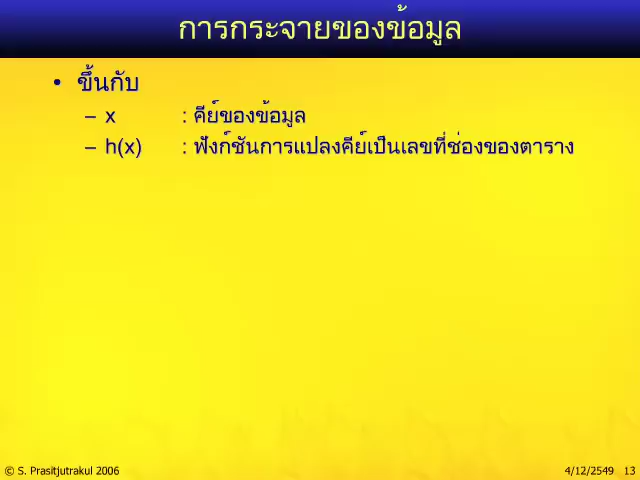 การกระจายของข้อมูล
• ขึ้นกับ
– x : คีย์ของข้อมูล
– h(x) : ฟังก์ชันการแปลงคีย์เป็นเลขที่ช่องของตาราง
© S. Prasitjutrakul 2006 4/12/2549 13